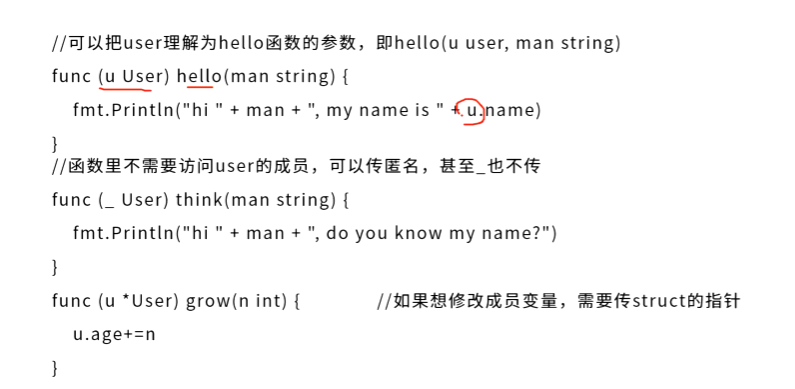 //可以把user理解为hello函数的参数，即hello(u user, man string)
func (u User) hello(man string) {
fmt.Println("hi " + man + ", my name is " + u.name)
}
//函数里不需要访问user的成员，可以传匿名，甚至_也不传
func (_ User) think(man string) {
fmt.Println("hi " + man + ", do you know my name?")
}
func (u *User) grow(n int) { //如果想修改成员变量，需要传struct的指针
u.age+=n
}